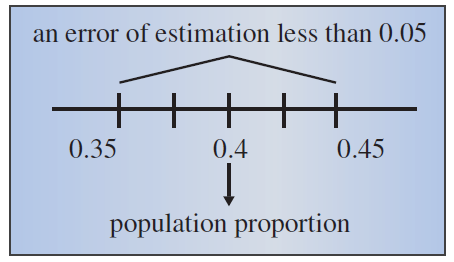 an error of estimation less than 0.05
0.35 0.4 0.45
population proportion